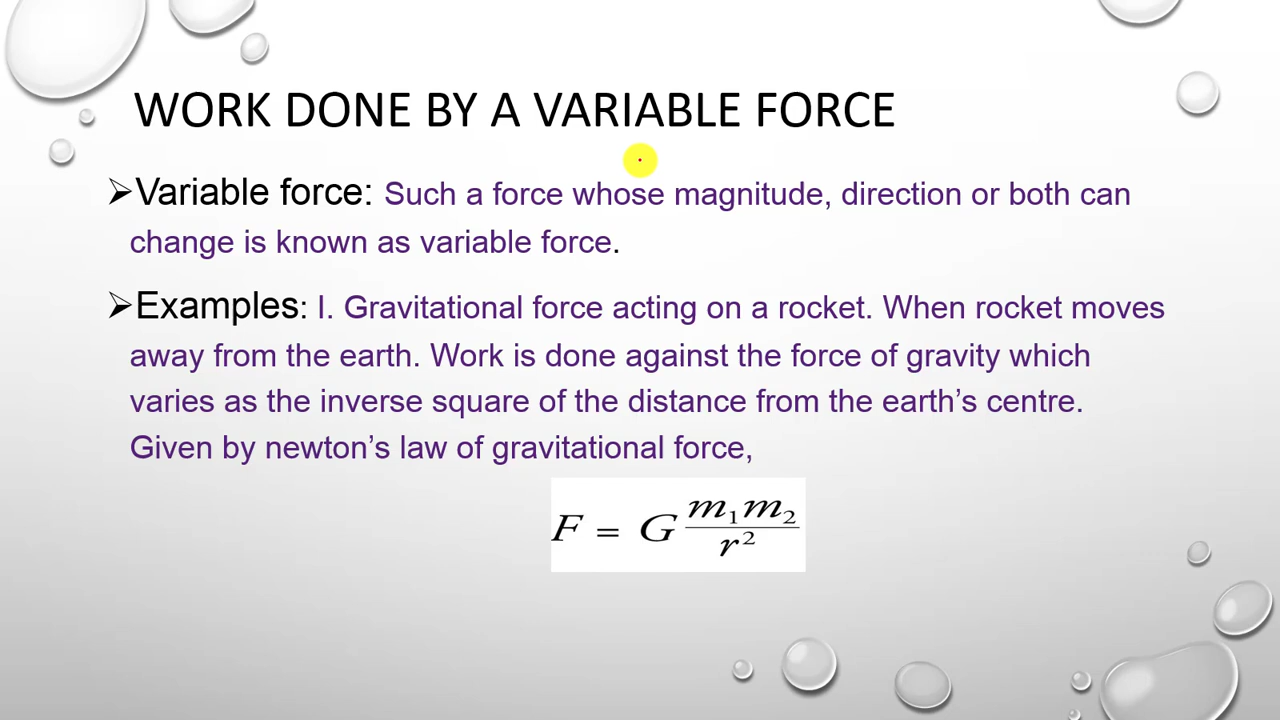 WORK DONE BY A VARIABLE FORCE
➢Variable force: Such a force whose magnitude, direction or both can
change is known as variable force.
➢Examples: I. Gravitational force acting on a rocket. When rocket moves
away from the earth. Work is done against the force of gravity which
varies as the inverse square of the distance from the earth’s centre.
Given by newton’s law of gravitational force,
F = G m₁m₂ / r²